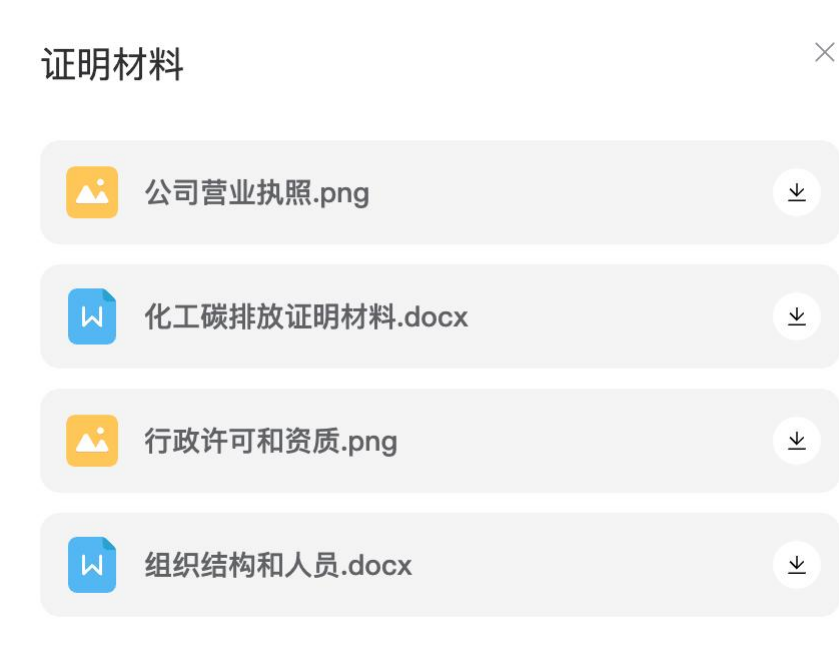 证明材料
公司营业执照.png
化工碳排放证明材料.docx
行政许可和资质.png
组织结构和人员.docx